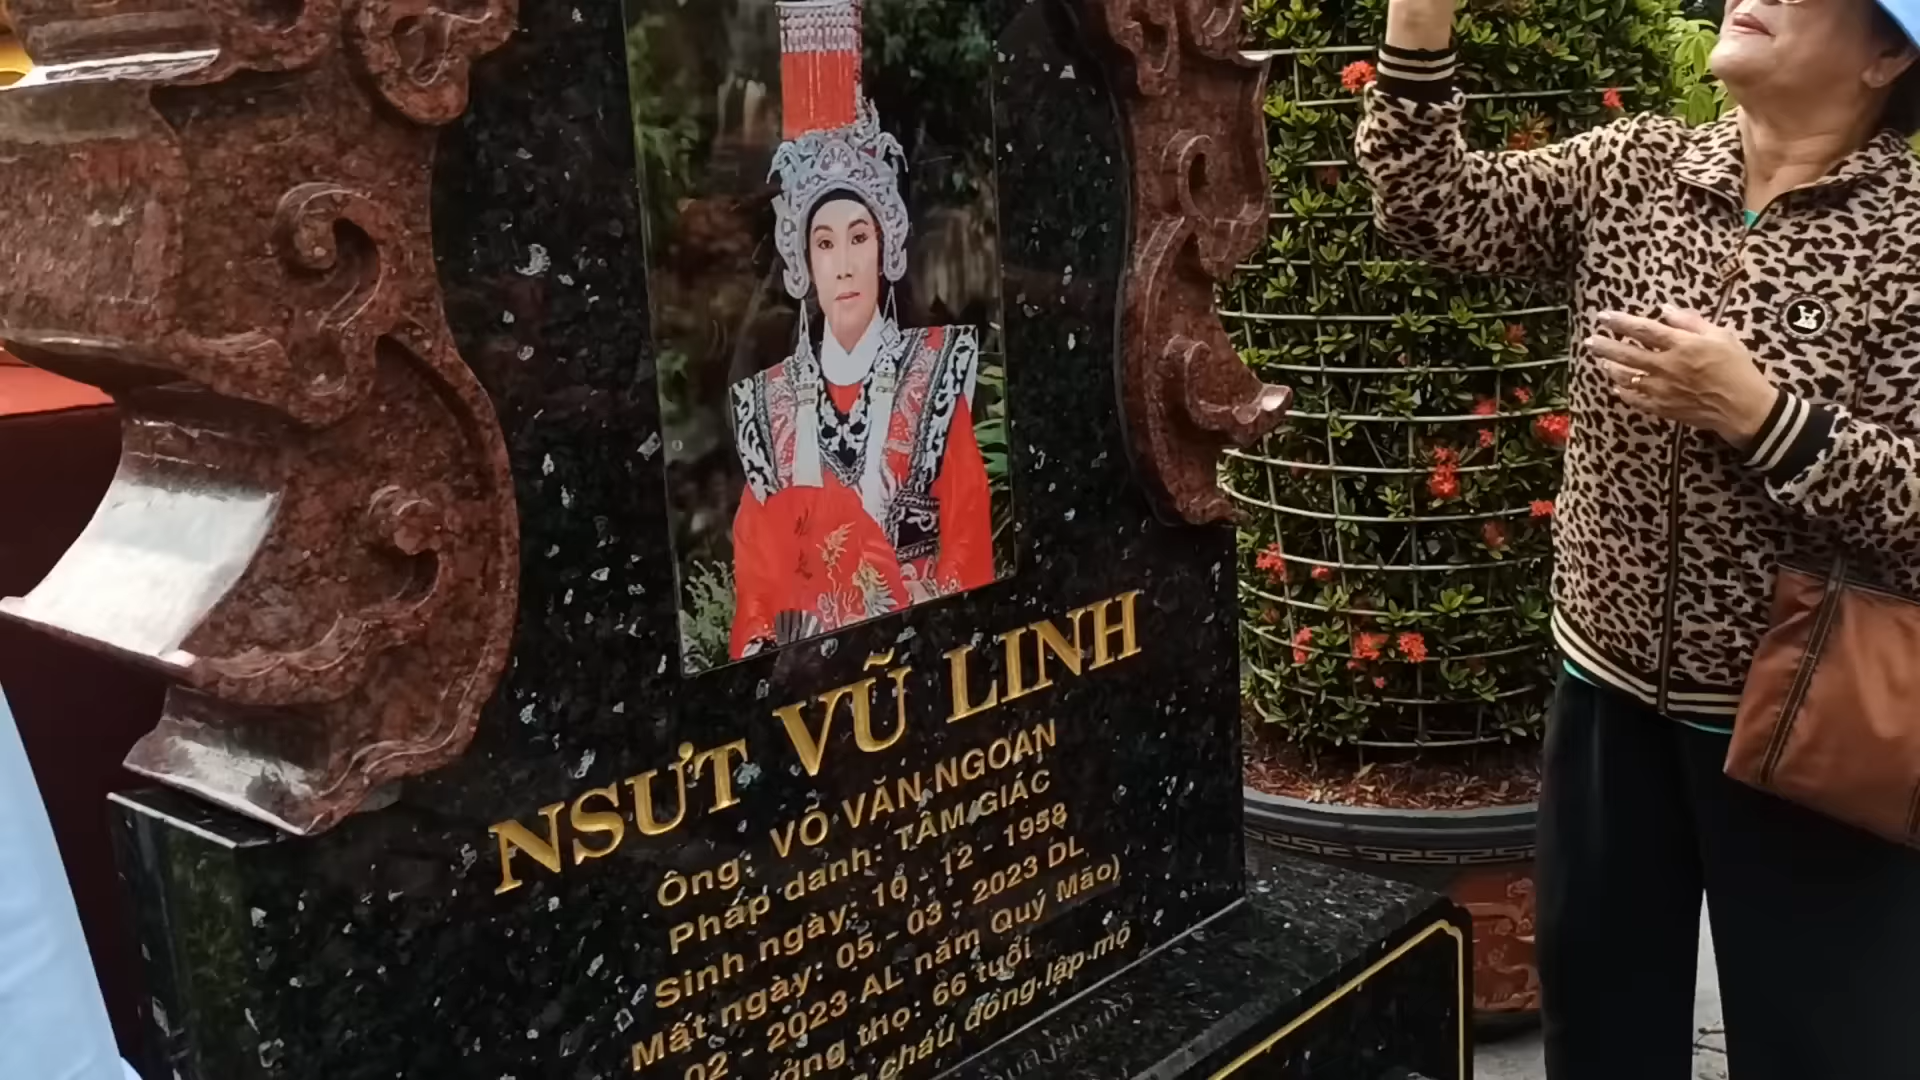 NSƯT VŨ LINH
Ông: VÕ VĂN NGOAN
Pháp danh: TÂM GIÁC
Sinh ngày: 10 - 12 - 1958
Mất ngày: 05 - 03 - 2023 DL
02 - 2023 AL năm Quý Mão)
thọ: 66 tuổi
cháu đồng lập mộ